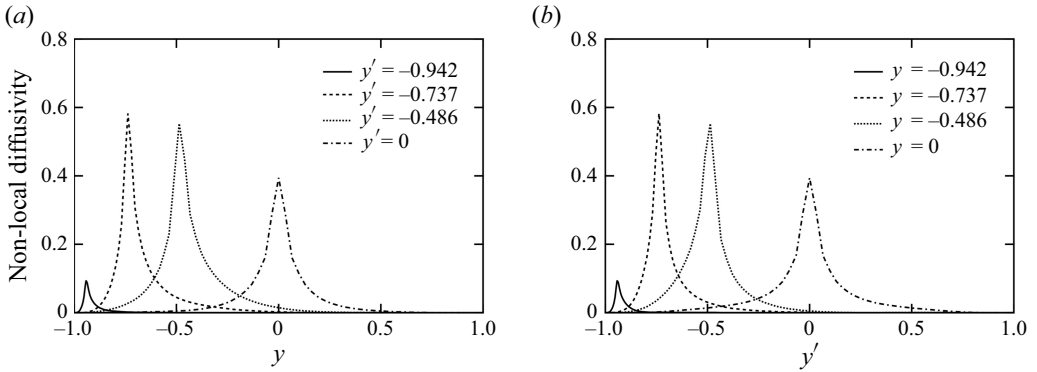 (a)
0.8
0.6
0.4
0.2
0
Non-local diffusivity
y′ = –0.942
y′ = –0.737
y′ = –0.486
y′ = 0
–1.0 –0.5 0 0.5 1.0
y
(b)
0.8
0.6
0.4
0.2
0
y = –0.942
y = –0.737
y = –0.486
y = 0
–1.0 –0.5 0 0.5 1.0
y′